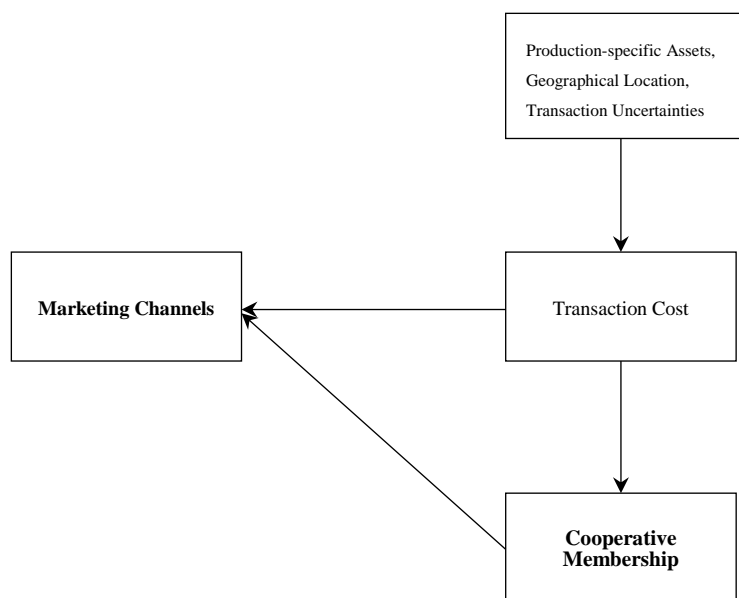 Production-specific Assets,
Geographical Location,
Transaction Uncertainties
Marketing Channels
Transaction Cost
Cooperative
Membership